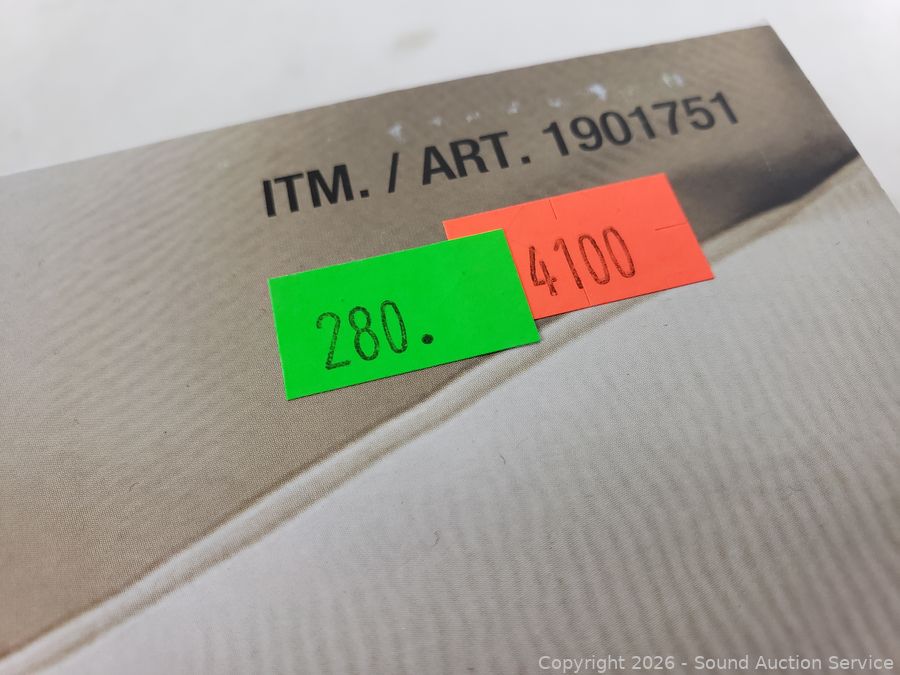 ITM. / ART. 1901751
4100
280.
Copyright 2026 - Sound Auction Service